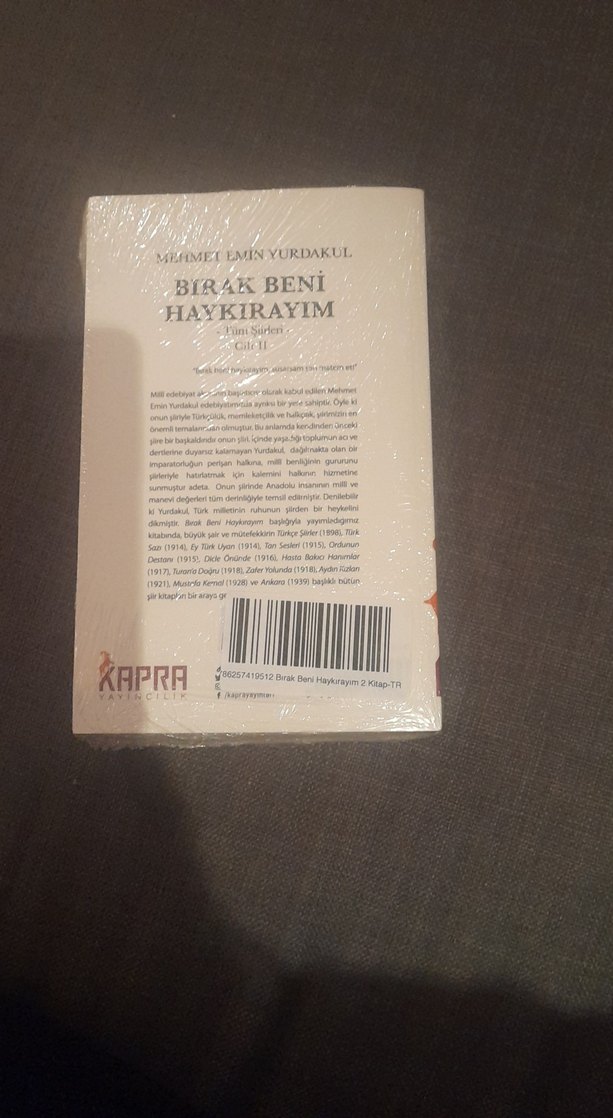 MEHMET EMİN YURDAKUL
BIRAK BENİ
HAYKIRAYIM
- Tüm Şiirleri -
Cilt II
"Bırak beni haykırayım, susarsam sen matem et!"
Millî edebiyat akımının başlatıcısı olarak kabul edilen Mehmet
Emin Yurdakul edebiyatımızda ayrıksı bir yere sahiptir. Öyle ki
onun şiiriyle Türkçülük, memleketçilik ve halkçılık, şiirimizin en
önemli temalarından olmuştur. Bu anlamda kendinden önceki
şiire bir başkaldırıdır onun şiiri. İçinde yaşadığı toplumun acı ve
dertlerine duyarsız kalamayan Yurdakul, dağılmakta olan bir
imparatorluğun perişan halkına, millî benliğinin gururunu
şiirleriyle hatırlatmak için kalemini halkının hizmetine
sunmuştur adeta. Onun şiirinde Anadolu insanının millî ve
manevi değerleri tüm derinliğiyle temsil edilmiştir. Denilebilir
ki Yurdakul, Türk milletinin ruhunun şiirden bir heykelini
dikmiştir. Bırak Beni Haykırayım başlığıyla yayımladığımız
kitabında, büyük şair ve mütefekkirin Türkçe Şiirler (1898), Türk
Sazı (1914), Ey Türk Uyan (1914), Tan Sesleri (1915), Ordunun
Destanı (1915), Dicle Önünde (1916), Hasta Bakıcı Hanımlar
(1917), Turan'a Doğru (1918), Zafer Yolunda (1918), Aydın Kızları
(1921), Mustafa Kemal (1928) ve Ankara (1939) başlıklı bütün
şiir kitapları bir araya
KAPRA
YAYINCILIK
86257419512 Bırak Beni Haykırayım 2 Kitap-TR
/kaprayayinlari